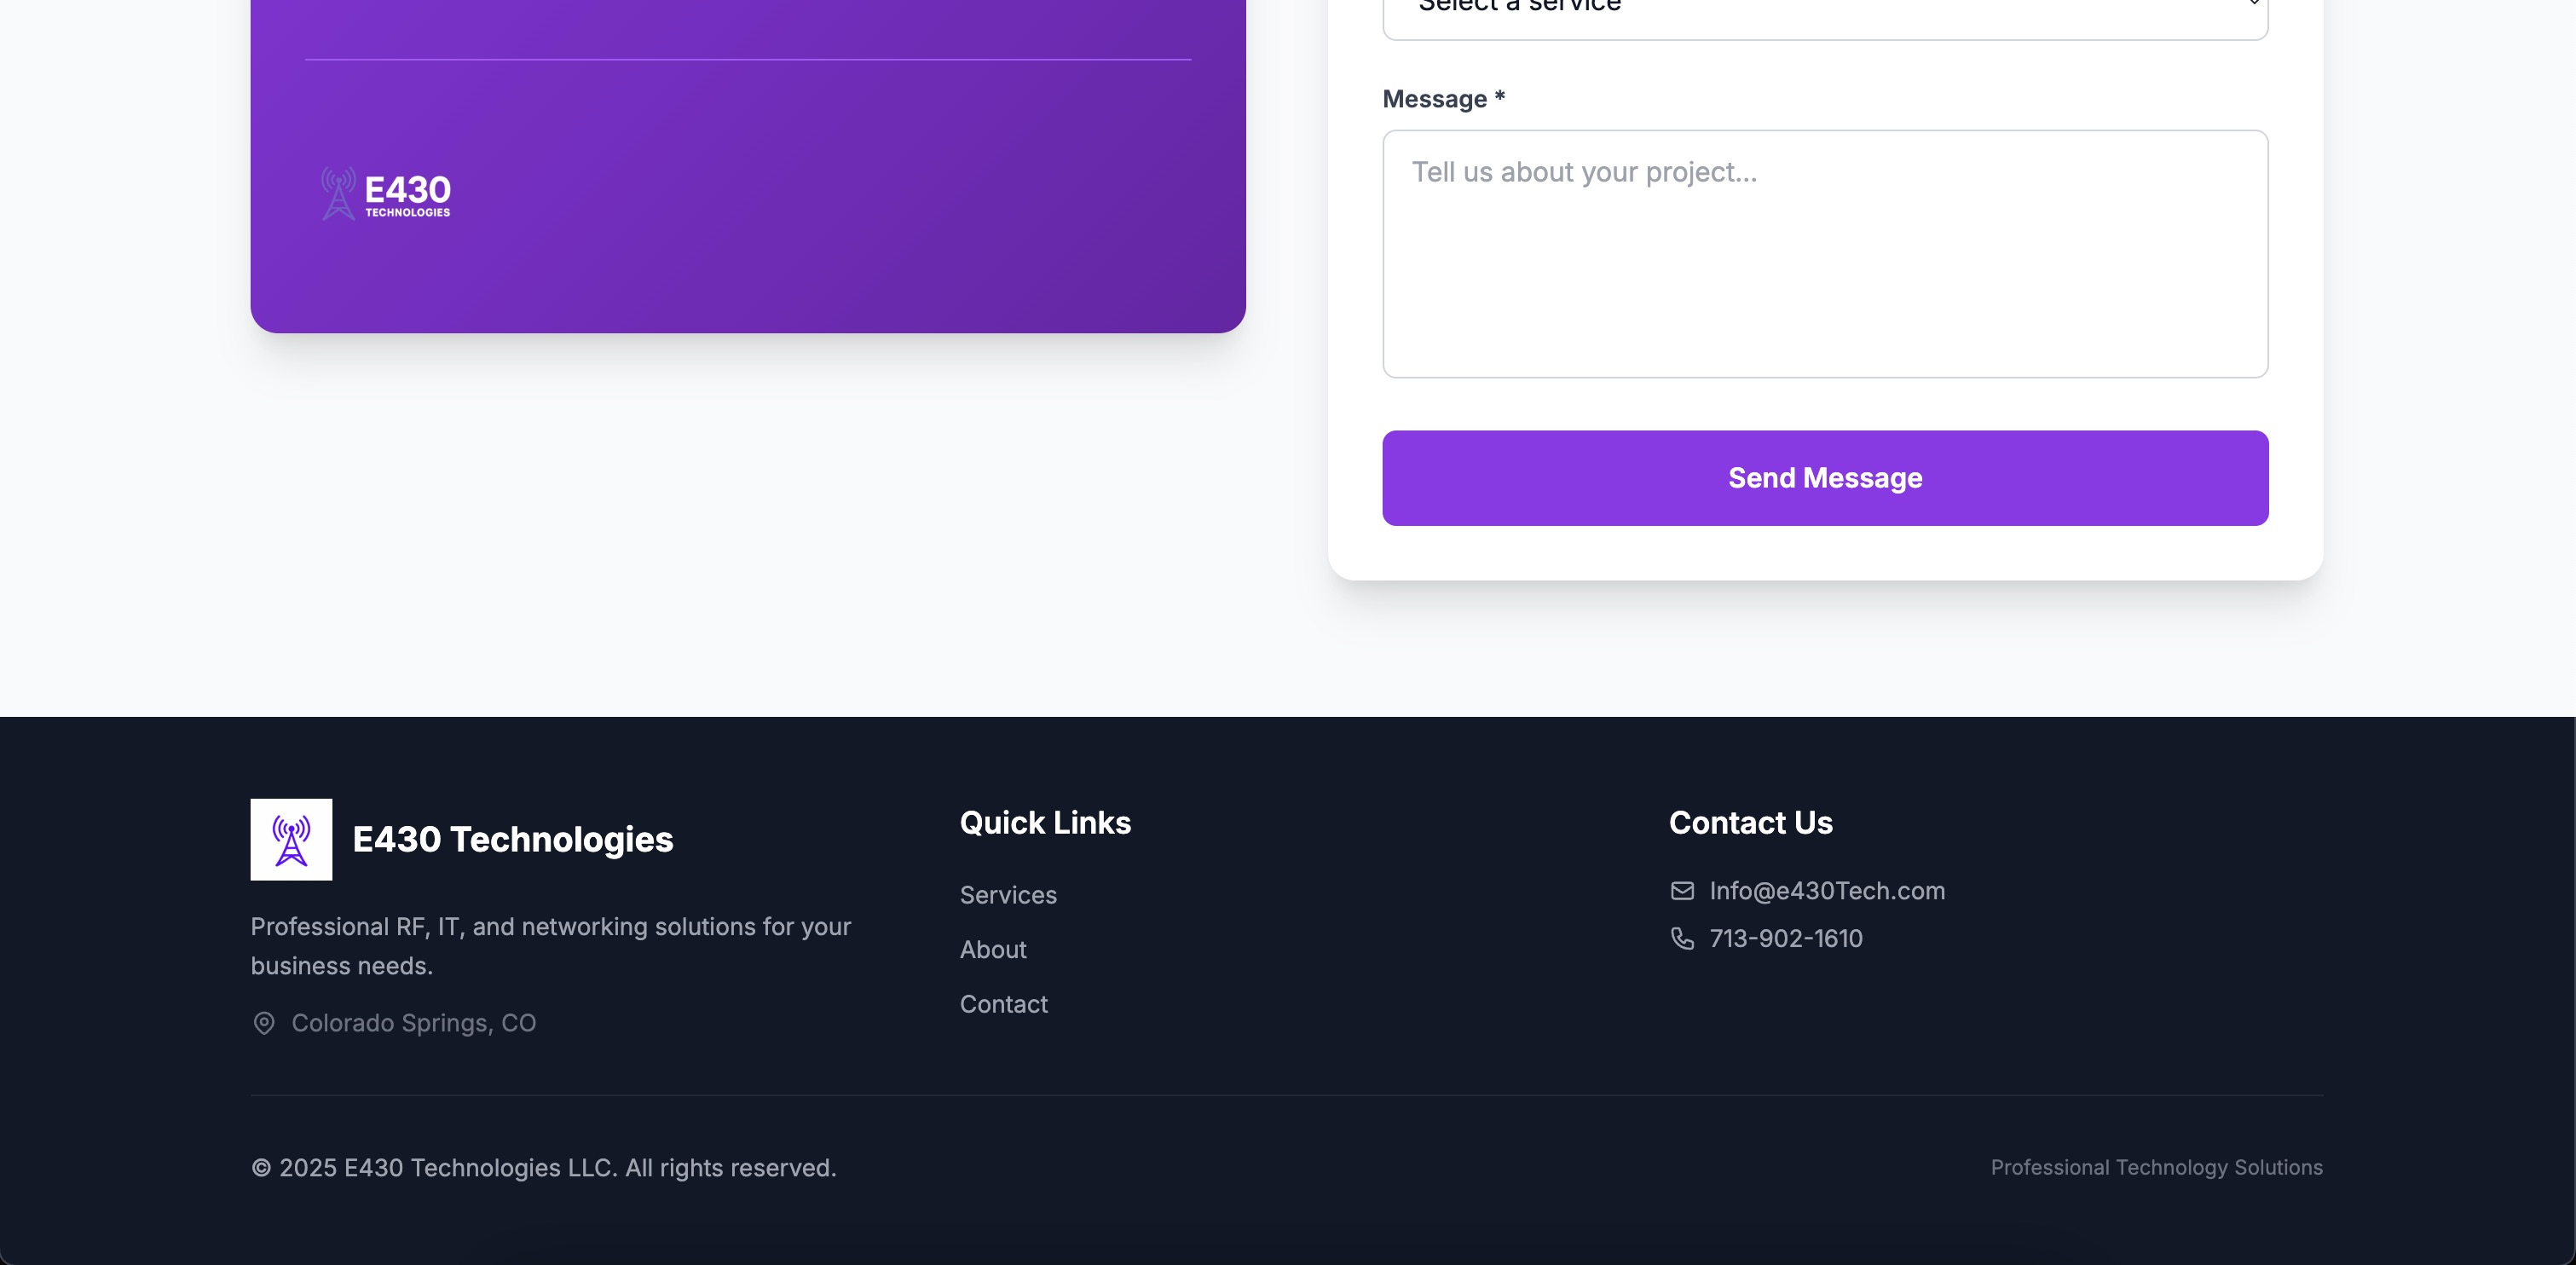 Select a service
Message *
Tell us about your project...
Send Message
E430
TECHNOLOGIES
E430 Technologies
Professional RF, IT, and networking solutions for your
business needs.
Colorado Springs, CO
Quick Links
Services
About
Contact
Contact Us
Info@e430Tech.com
713-902-1610
© 2025 E430 Technologies LLC. All rights reserved.
Professional Technology Solutions